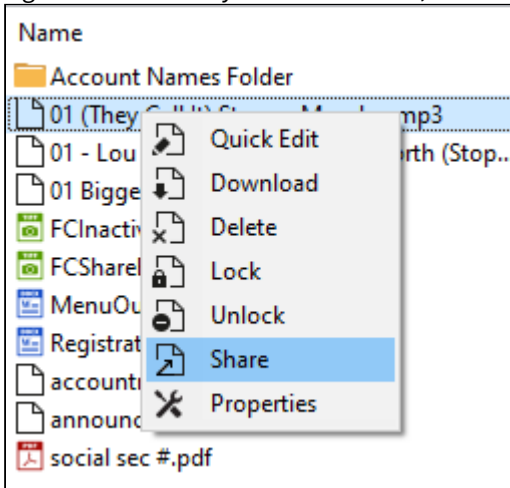 Name
Account Names Folder
01 (They mp3
01 - Lou rth (Stop...
01 Bigge
FCInacti
FCShare
MenuOu
Registrat
account
announc
social sec #.pdf
Quick Edit
Download
Delete
Lock
Unlock
Share
Properties